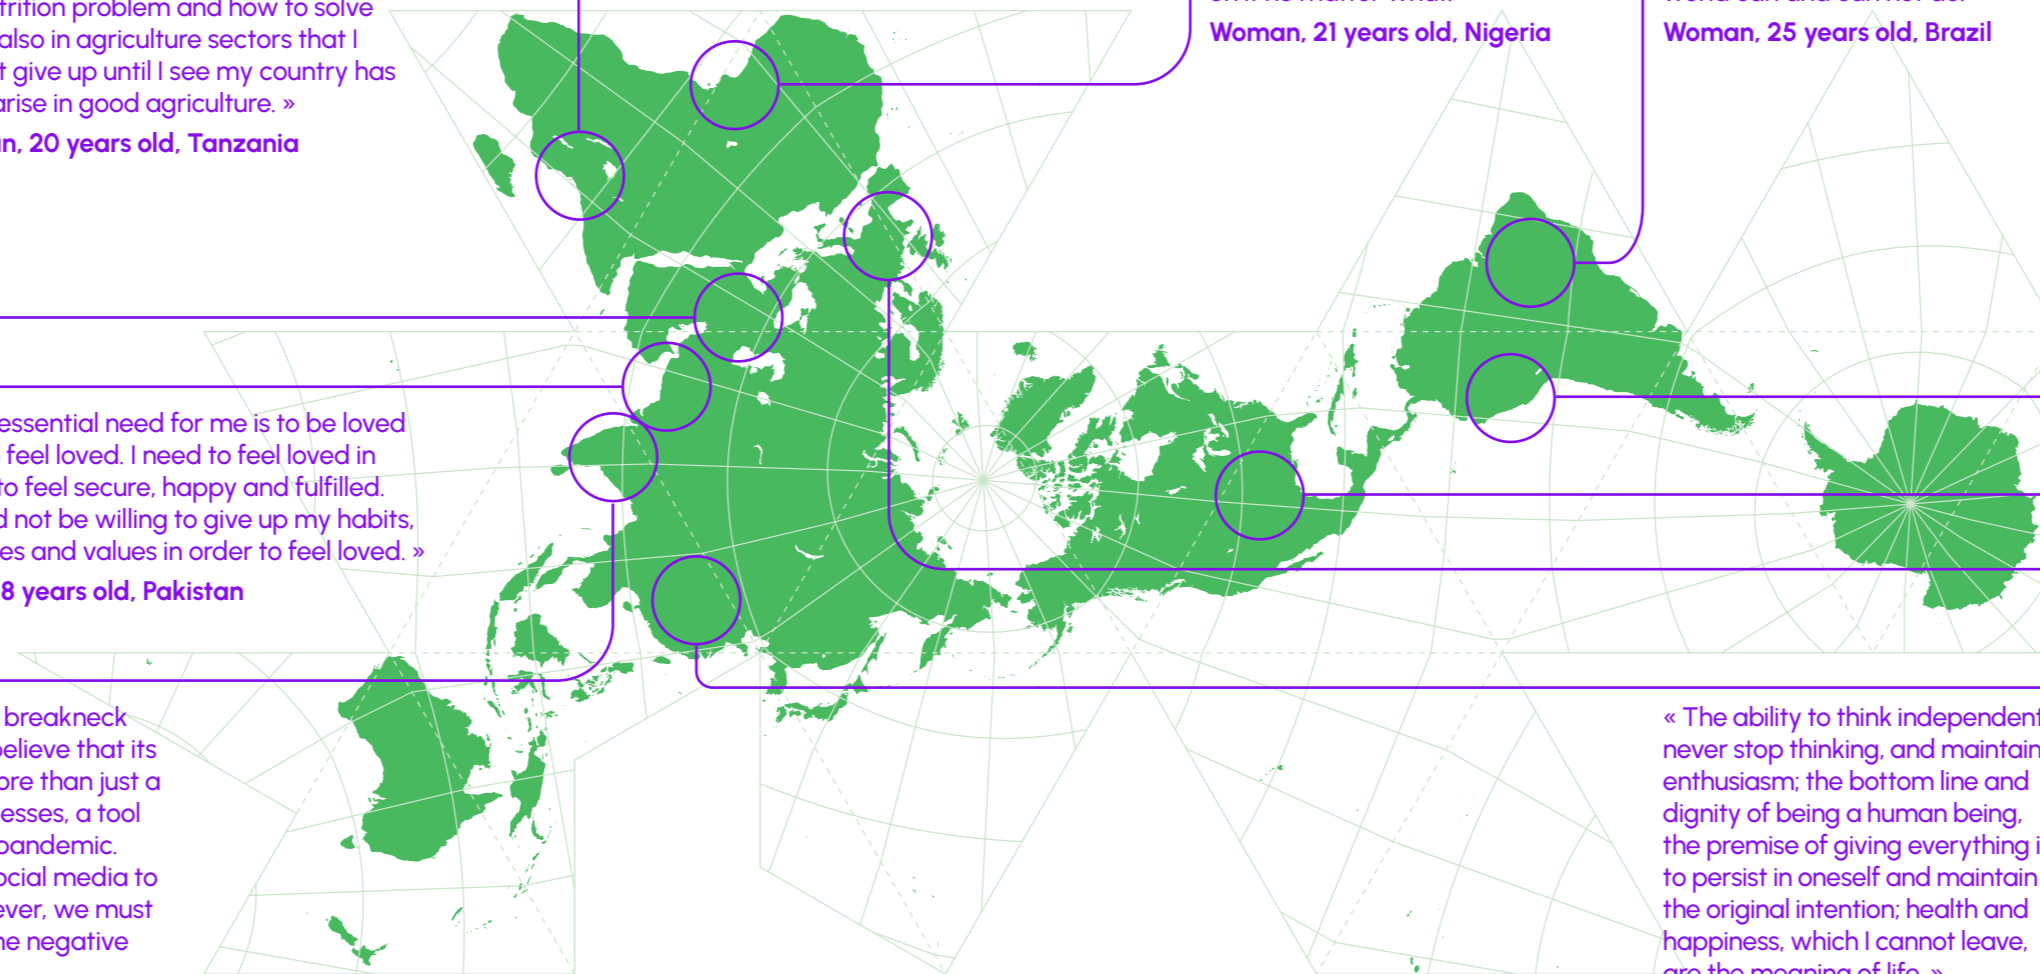 trition problem and how to solve
also in agriculture sectors that I
t give up until I see my country has
arise in good agriculture. »
n, 20 years old, Tanzania
Woman, 21 years old, Nigeria
Woman, 25 years old, Brazil
essential need for me is to be loved
feel loved. I need to feel loved in
to feel secure, happy and fulfilled.
d not be willing to give up my habits,
es and values in order to feel loved. »
8 years old, Pakistan
breakneck
believe that its
ore than just a
esses, a tool
pandemic.
ocial media to
ever, we must
he negative
« The ability to think independent
never stop thinking, and maintain
enthusiasm; the bottom line and
dignity of being a human being,
the premise of giving everything i
to persist in oneself and maintain
the original intention; health and
happiness, which I cannot leave,
are the meaning of life. »